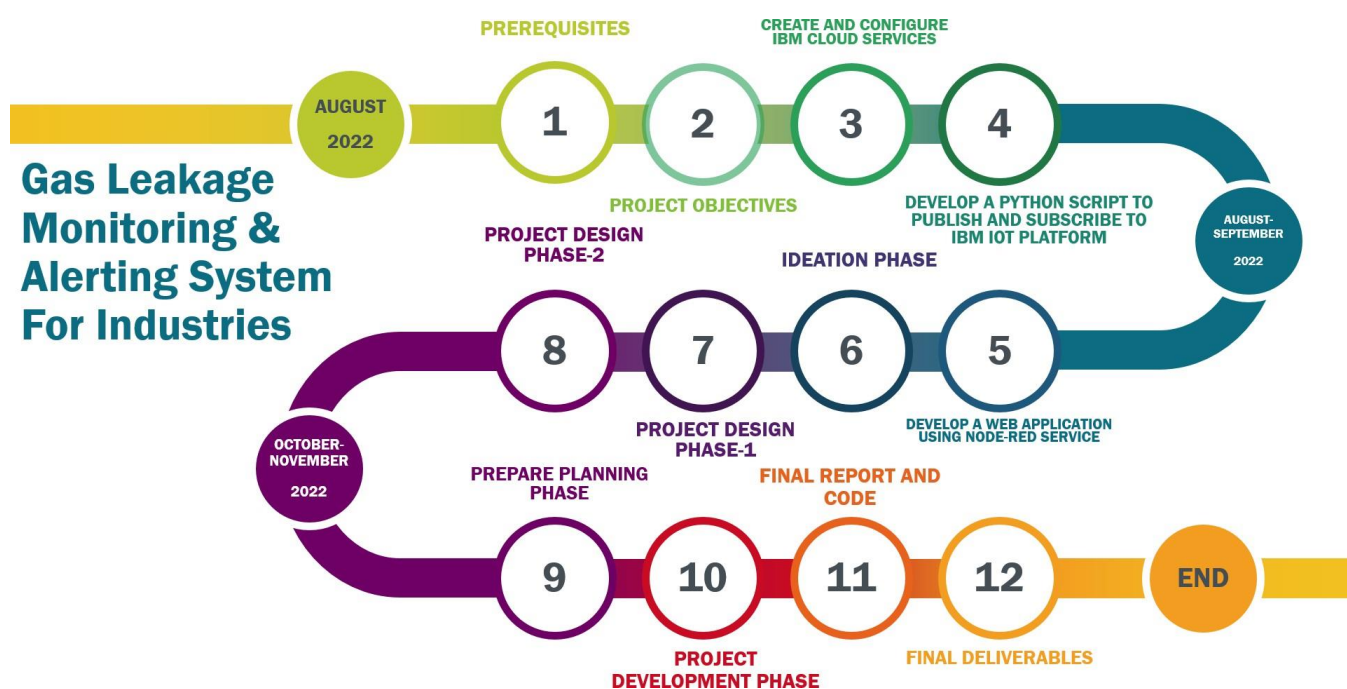 PREREQUISITES
CREATE AND CONFIGURE
IBM CLOUD SERVICES
AUGUST
2022
1
2
3
4
PROJECT OBJECTIVES
DEVELOP A PYTHON SCRIPT TO
PUBLISH AND SUBSCRIBE TO
IBM IOT PLATFORM
Gas Leakage
Monitoring &
Alerting System
For Industries
AUGUST-
SEPTEMBER
2022
PROJECT DESIGN
PHASE-2
IDEATION PHASE
8
7
6
5
PROJECT DESIGN
PHASE-1
DEVELOP A WEB APPLICATION
USING NODE-RED SERVICE
OCTOBER-
NOVEMBER
2022
PREPARE PLANNING
PHASE
FINAL REPORT AND
CODE
9
10
11
12
END
PROJECT
DEVELOPMENT PHASE
FINAL DELIVERABLES